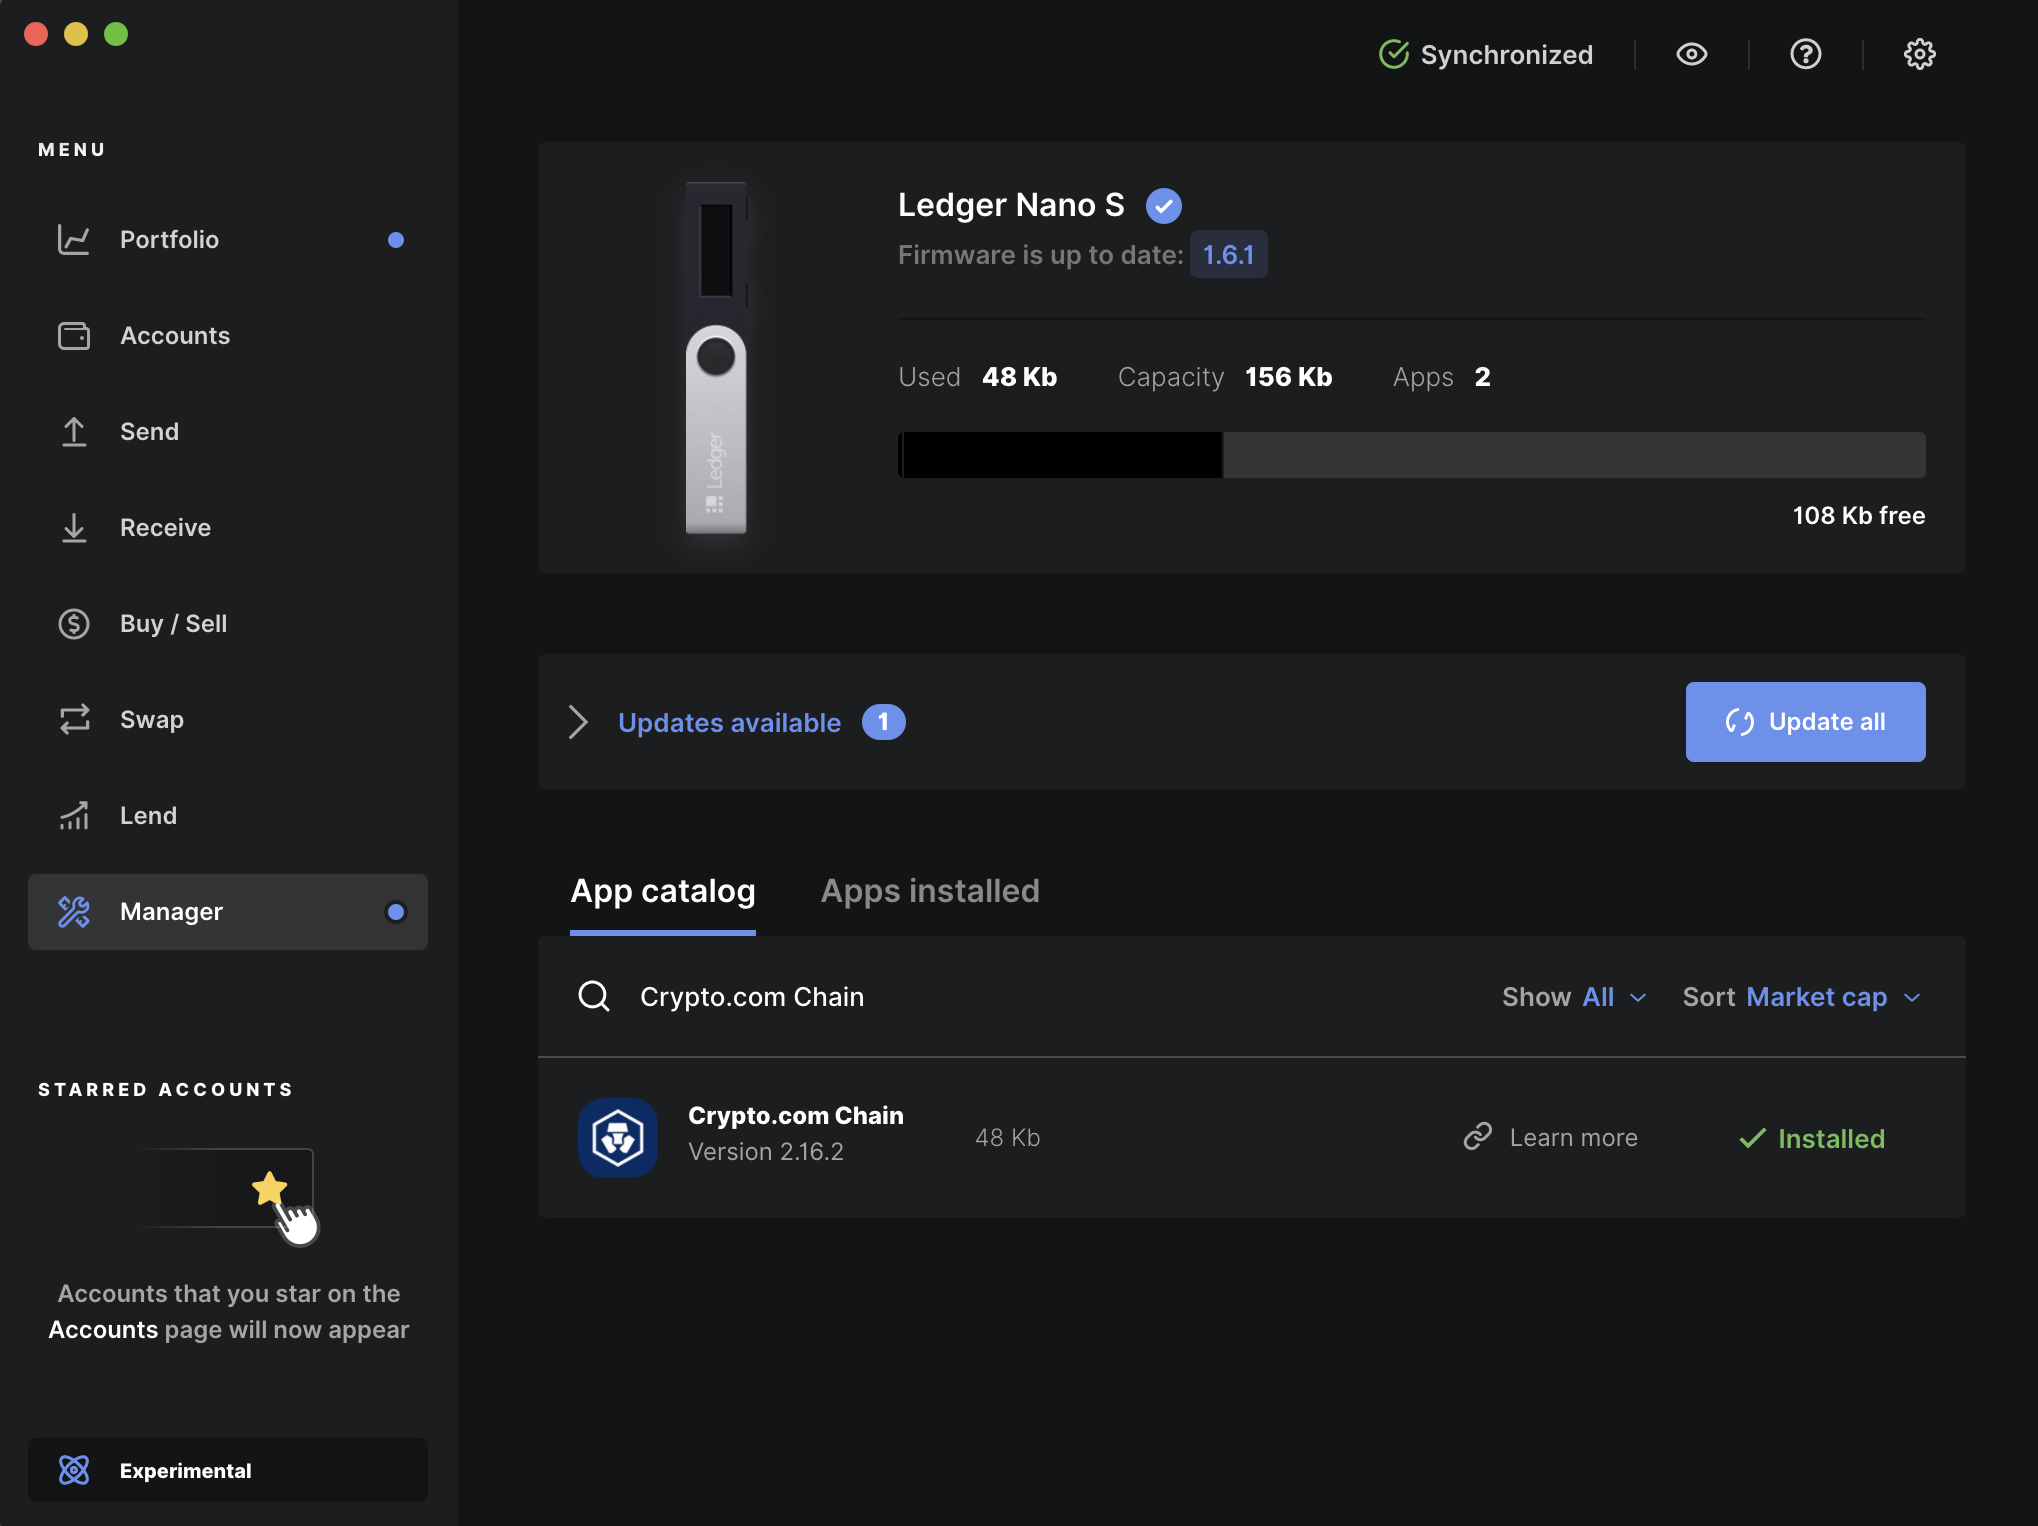 MENU
Portfolio
Accounts
Send
Receive
Buy / Sell
Swap
Lend
Manager
STARRED ACCOUNTS
Accounts that you star on the
Accounts page will now appear
Experimental
Synchronized
Ledger Nano S
Firmware is up to date: 1.6.1
Used 48 Kb Capacity 156 Kb Apps 2
Ledger
108 Kb free
Updates available 1
Update all
App catalog Apps installed
Crypto.com Chain Show All Sort Market cap
Crypto.com Chain
Version 2.16.2
48 Kb
Learn more
Installed